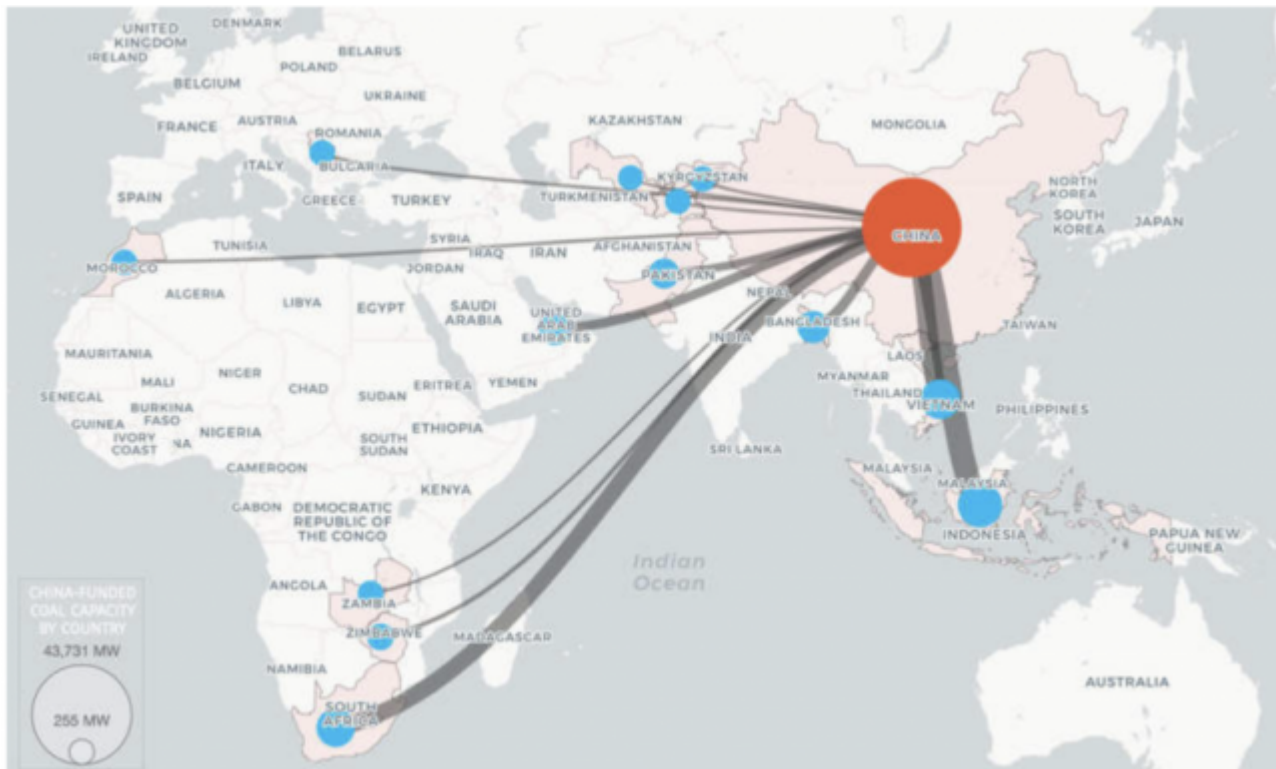 UNITED
KINGDOM
DENMARK
IRELAND
BELARUS
POLAND
BELGIUM
UKRAINE
FRANCE
AUSTRIA
ROMANIA
KAZAKHSTAN
MONGOLIA
ITALY
BULGARIA
SPAIN
GREECE
TURKEY
TURKMENISTAN
KYRGYZSTAN
NORTH
KOREA
SOUTH
KOREA
JAPAN
CHINA
TUNISIA
SYRIA
IRAQ
IRAN
AFGHANISTAN
MOROCCO
JORDAN
PAKISTAN
ALGERIA
LIBYA
EGYPT
SAUDI
ARABIA
UNITED
ARAB
EMIRATES
NEPAL
BANGLADESH
INDIA
TAIWAN
MAURITANIA
MALI
NIGER
CHAD
SUDAN
ERITREA
YEMEN
LAOS
MYANMAR
THAILAND
VIETNAM
PHILIPPINES
SENEGAL
BURKINA
FASO
GUINEA
IVORY
COAST
NA
NIGERIA
SOUTH
SUDAN
ETHIOPIA
SRI LANKA
CAMEROON
MALAYSIA
MALAYSIA
GABON
KENYA
DEMOCRATIC
REPUBLIC OF
THE CONGO
INDONESIA
PAPUA NEW
GUINEA
Indian
Ocean
ANGOLA
ZAMBIA
ZIMBABWE
MADAGASCAR
NAMIBIA
SOUTH
AFRICA
AUSTRALIA
CHINA-FUNDED
COAL CAPACITY
BY COUNTRY
43,731 MW
255 MW